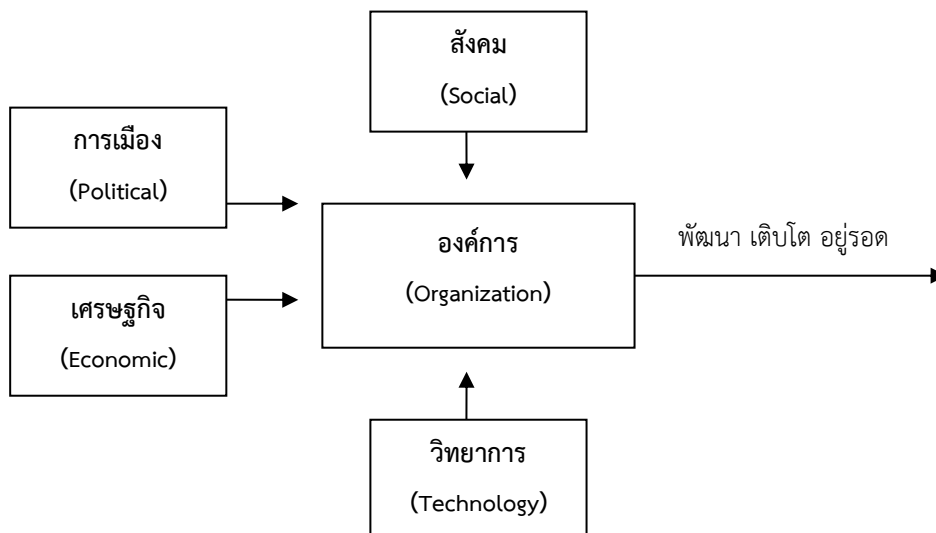 สังคม
(Social)
การเมือง
(Political)
องค์การ
(Organization)
พัฒนา เติบโต อยู่รอด
เศรษฐกิจ
(Economic)
วิทยาการ
(Technology)